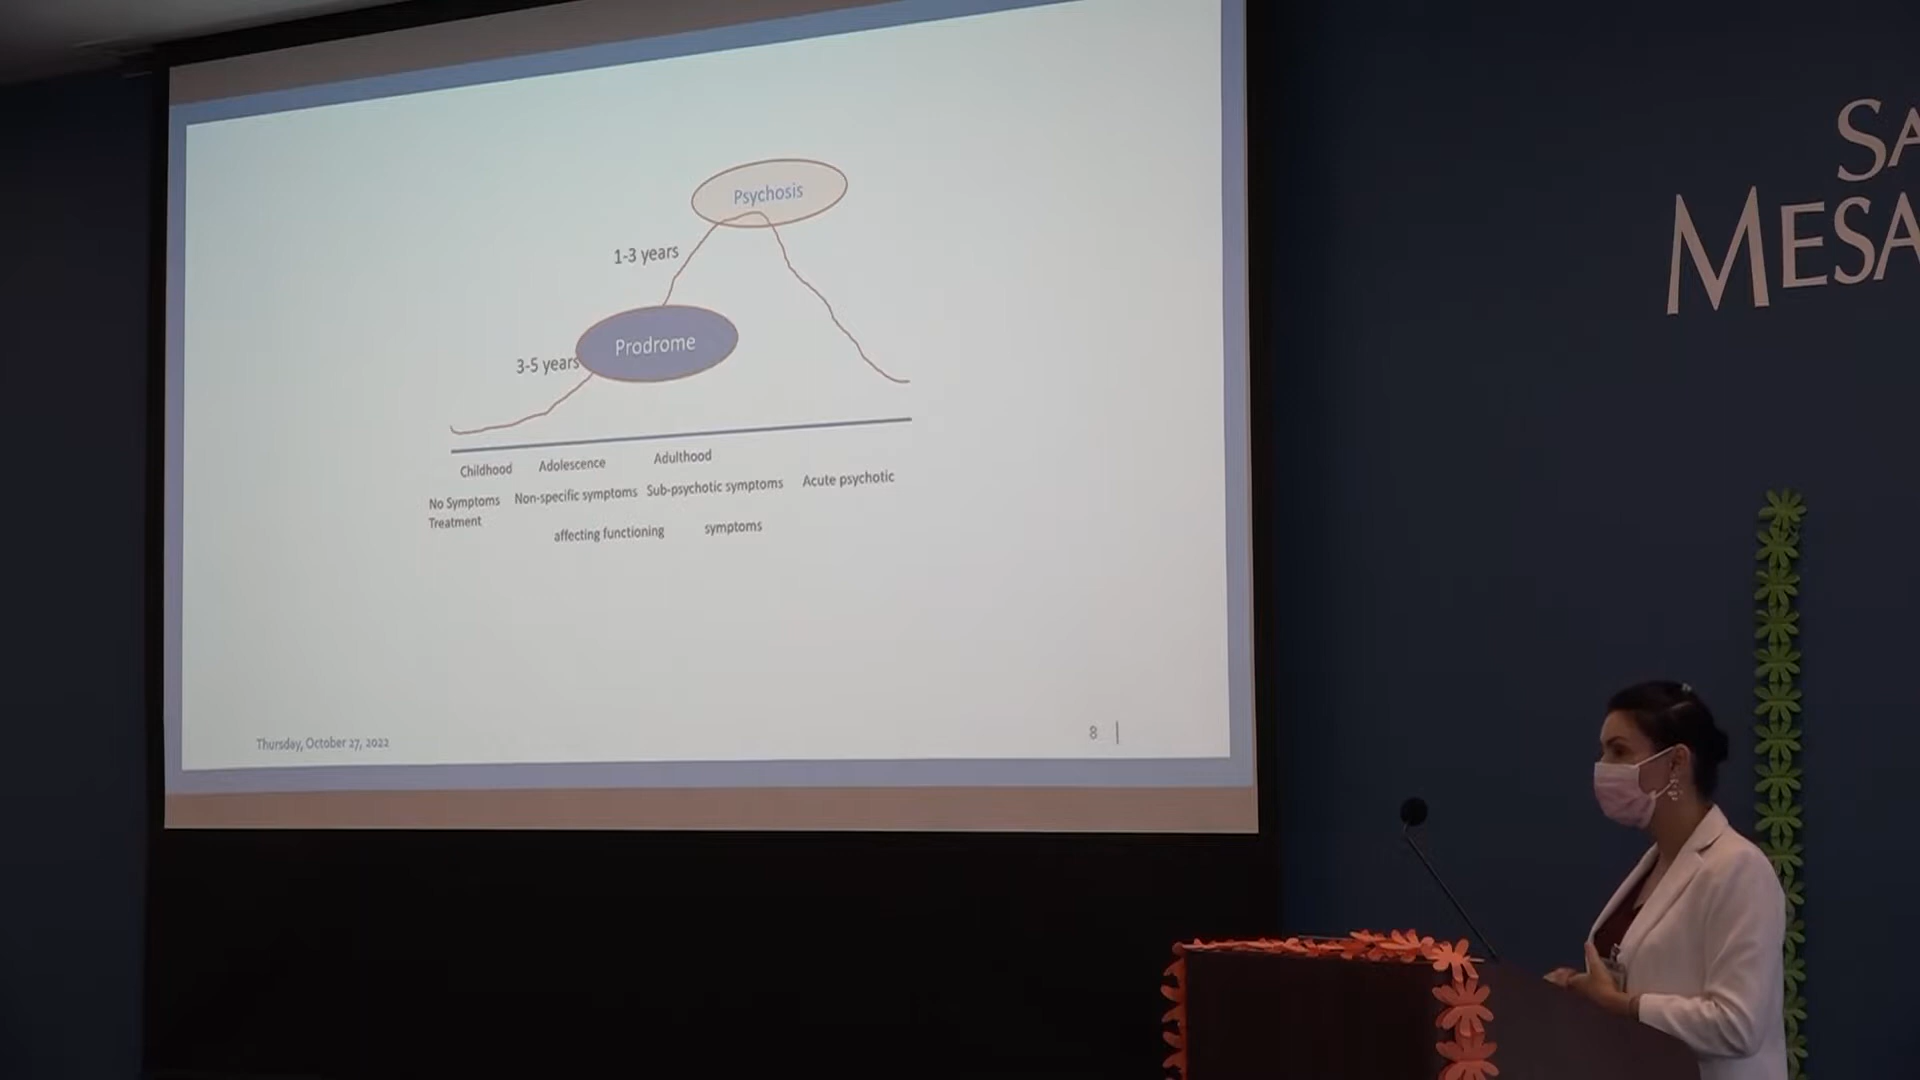 Psychosis
1-3 years
Prodrome
3-5 years
Childhood Adolescence Adulthood
No Symptoms Non-specific symptoms Sub-psychotic symptoms Acute psychotic
Treatment
affecting functioning symptoms
Thursday, October 27, 2022 8 |
SA
MESA